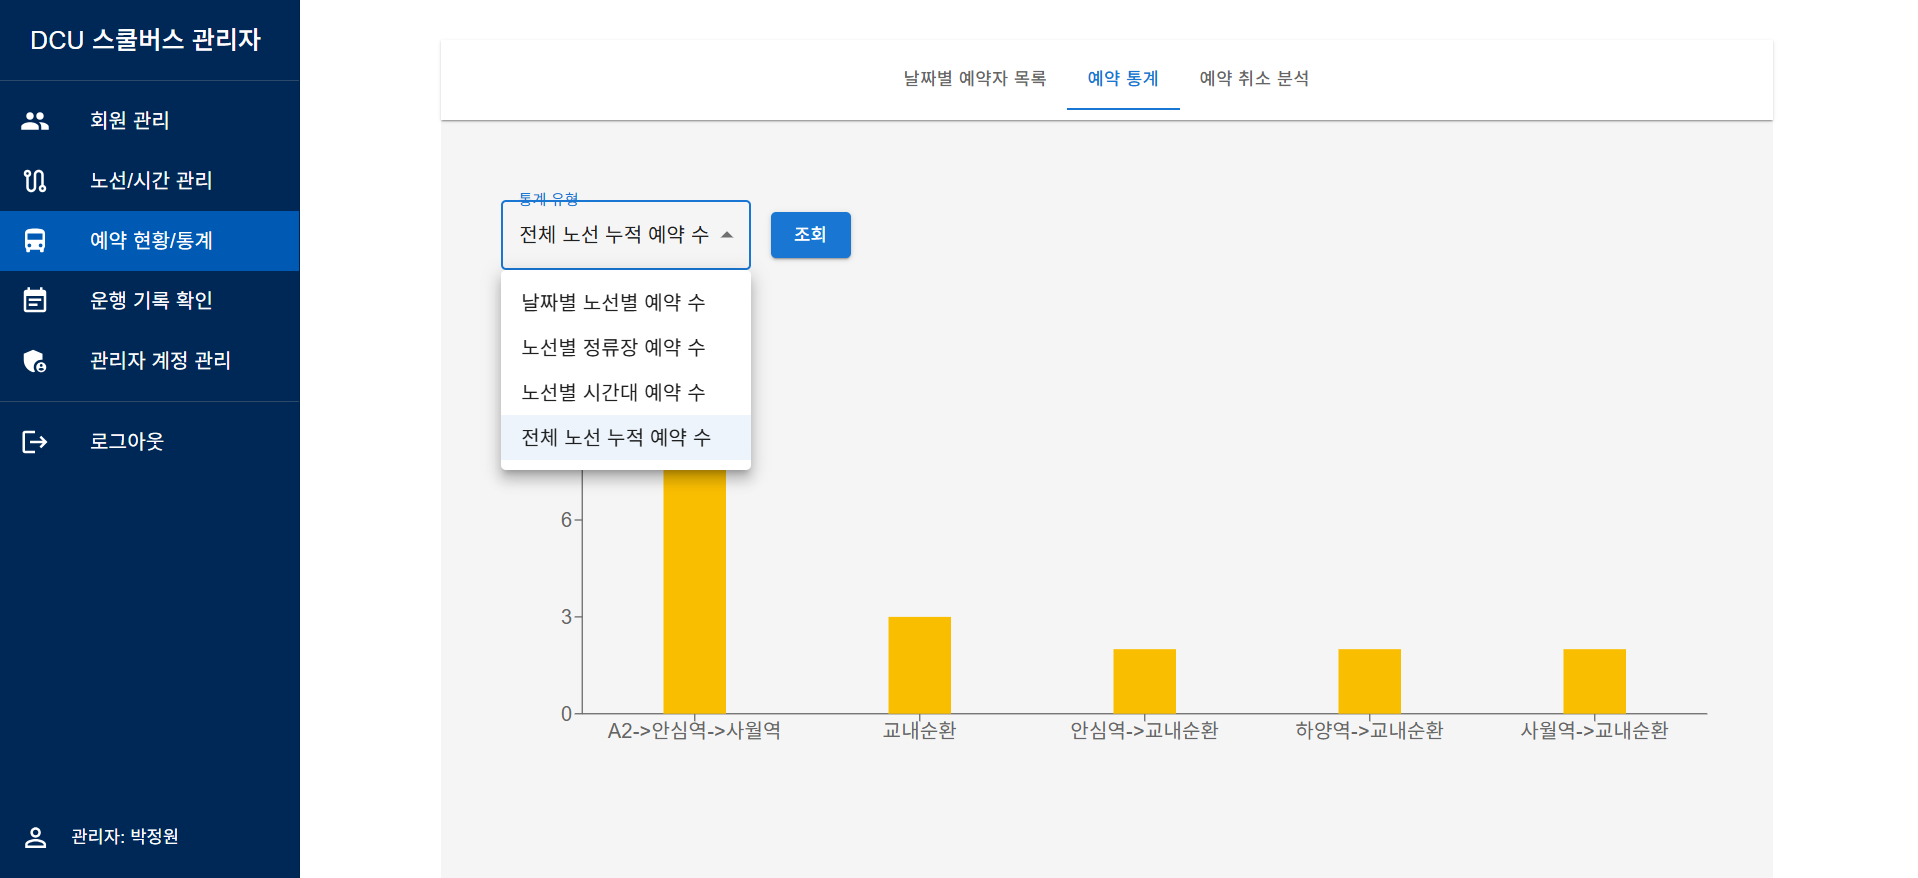 DCU 스쿨버스 관리자
회원 관리
노선/시간 관리
예약 현황/통계
운행 기록 확인
관리자 계정 관리
로그아웃
관리자: 박정원
날짜별 예약자 목록
예약 통계
예약 취소 분석
통계 유형
전체 노선 누적 예약 수
조회
날짜별 노선별 예약 수
노선별 정류장 예약 수
노선별 시간대 예약 수
전체 노선 누적 예약 수
6
3
0
A2->안심역->사월역
교내순환
안심역->교내순환
하양역->교내순환
사월역->교내순환